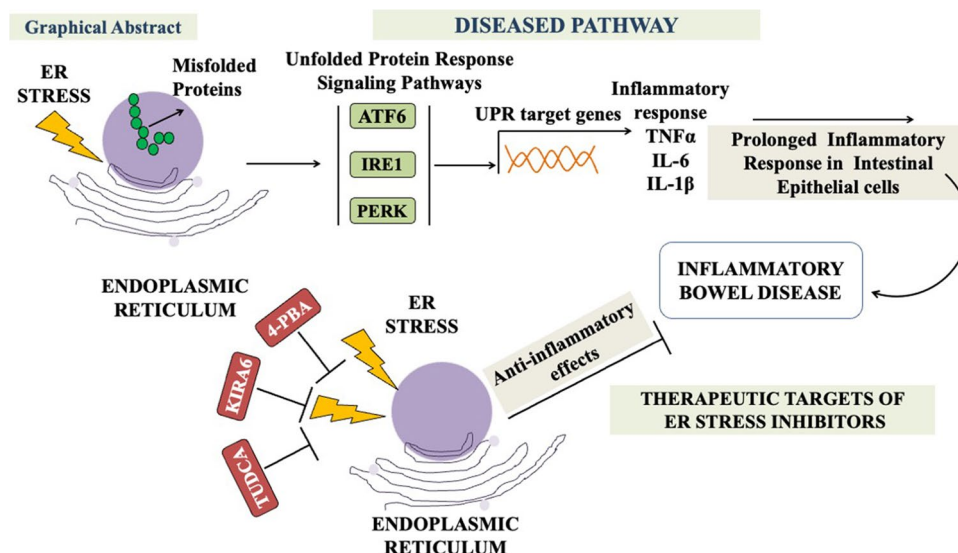 Graphical Abstract
DISEASED PATHWAY
ER
STRESS
Misfolded
Proteins
Unfolded Protein Response
Signaling Pathways
ATF6
IRE1
PERK
UPR target genes
Inflammatory
response
TNFα
IL-6
IL-1β
Prolonged Inflammatory
Response in Intestinal
Epithelial cells
ENDOPLASMIC
RETICULUM
INFLAMMATORY
BOWEL DISEASE
4-PBA
KIRA6
TUDCA
ER
STRESS
Anti-inflammatory
effects
THERAPEUTIC TARGETS OF
ER STRESS INHIBITORS
ENDOPLASMIC
RETICULUM